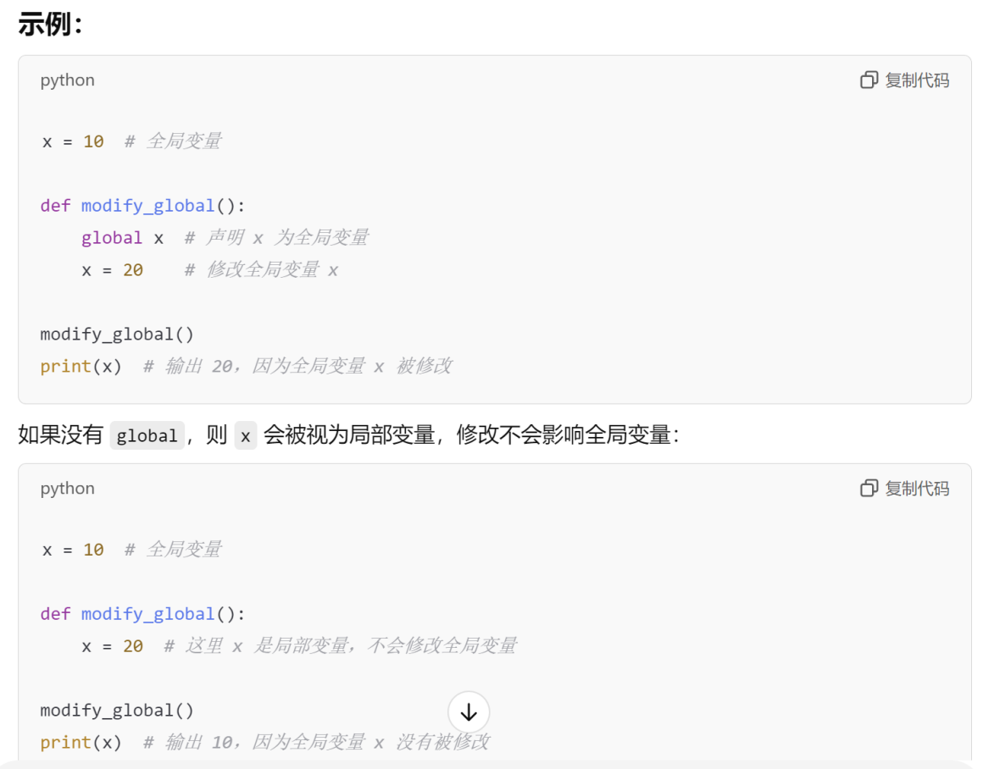 示例：
python
复制代码
x = 10  # 全局变量
def modify_global():
    global x  # 声明 x 为全局变量
    x = 20    # 修改全局变量 x
modify_global()
print(x)  # 输出 20，因为全局变量 x 被修改
如果没有 global，则 x 会被视为局部变量，修改不会影响全局变量：
python
复制代码
x = 10  # 全局变量
def modify_global():
    x = 20  # 这里 x 是局部变量，不会修改全局变量
modify_global()
print(x)  # 输出 10，因为全局变量 x 没有被修改